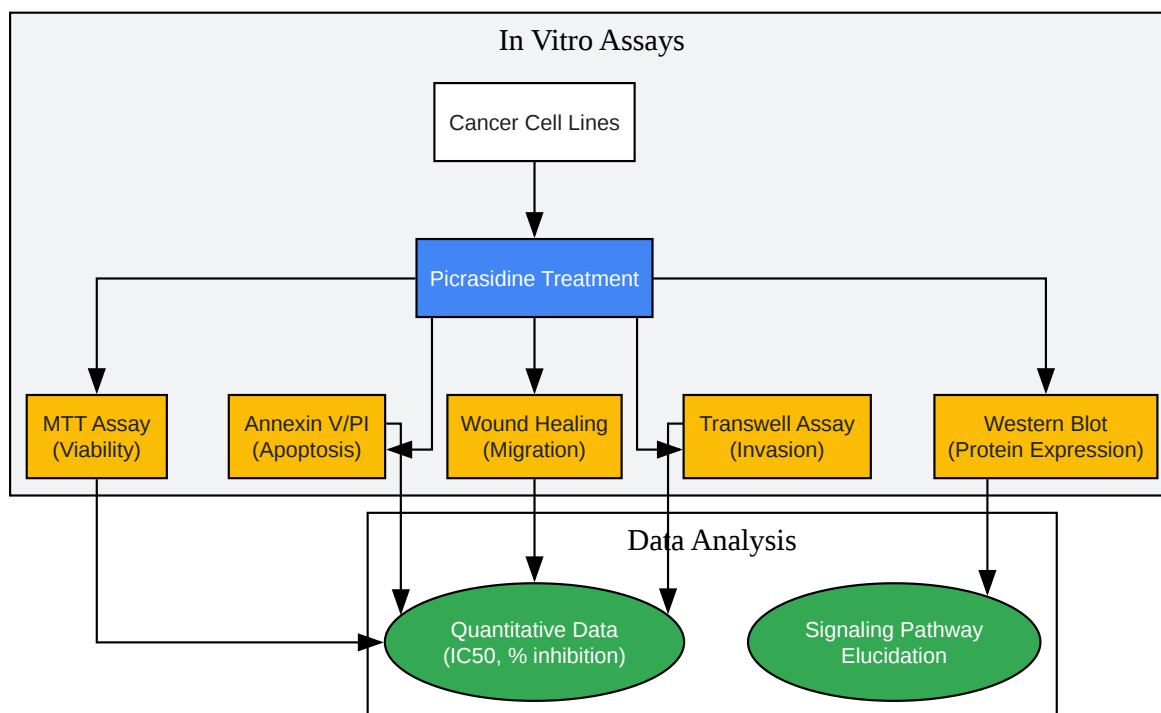 In Vitro Assays
Cancer Cell Lines
Picrasidine Treatment
MTT Assay
(Viability)
Annexin V/PI
(Apoptosis)
Wound Healing
(Migration)
Transwell Assay
(Invasion)
Western Blot
(Protein Expression)
Data Analysis
Quantitative Data
(IC50, % inhibition)
Signaling Pathway
Elucidation